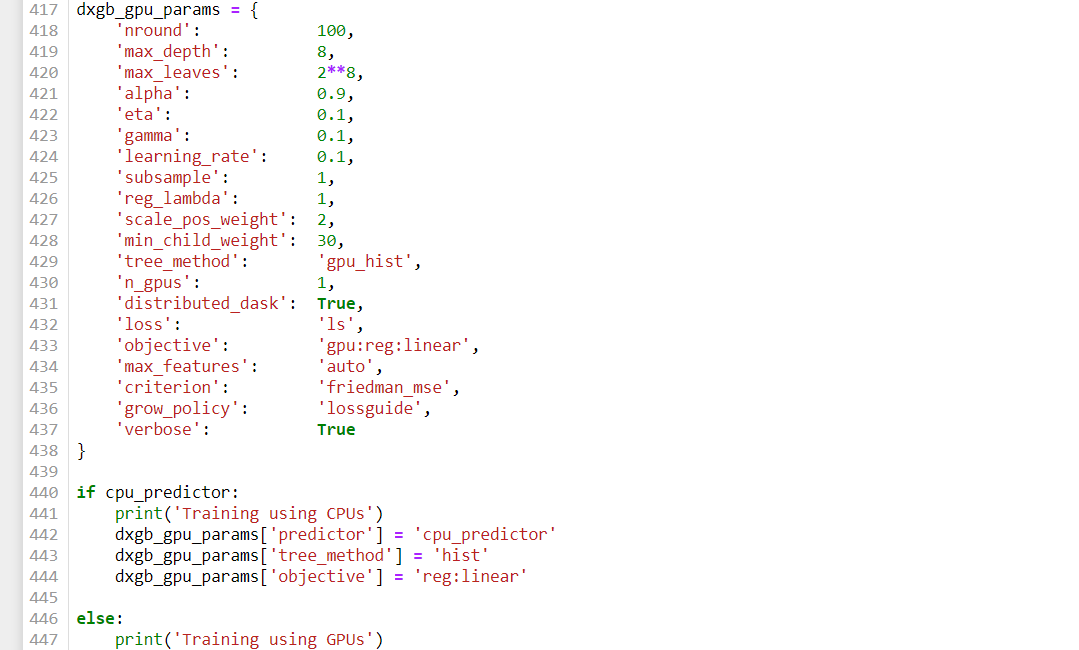 417 dxgb_gpu_params = {
418     'nround':            100,
419     'max_depth':         8,
420     'max_leaves':        2**8,
421     'alpha':             0.9,
422     'eta':               0.1,
423     'gamma':             0.1,
424     'learning_rate':     0.1,
425     'subsample':         1,
426     'reg_lambda':        1,
427     'scale_pos_weight':  2,
428     'min_child_weight':  30,
429     'tree_method':       'gpu_hist',
430     'n_gpus':            1,
431     'distributed_dask':  True,
432     'loss':              'ls',
433     'objective':         'gpu:reg:linear',
434     'max_features':      'auto',
435     'criterion':         'friedman_mse',
436     'grow_policy':       'lossguide',
437     'verbose':           True
438 }
439
440 if cpu_predictor:
441     print('Training using CPUs')
442     dxgb_gpu_params['predictor'] = 'cpu_predictor'
443     dxgb_gpu_params['tree_method'] = 'hist'
444     dxgb_gpu_params['objective'] = 'reg:linear'
445
446 else:
447     print('Training using GPUs')